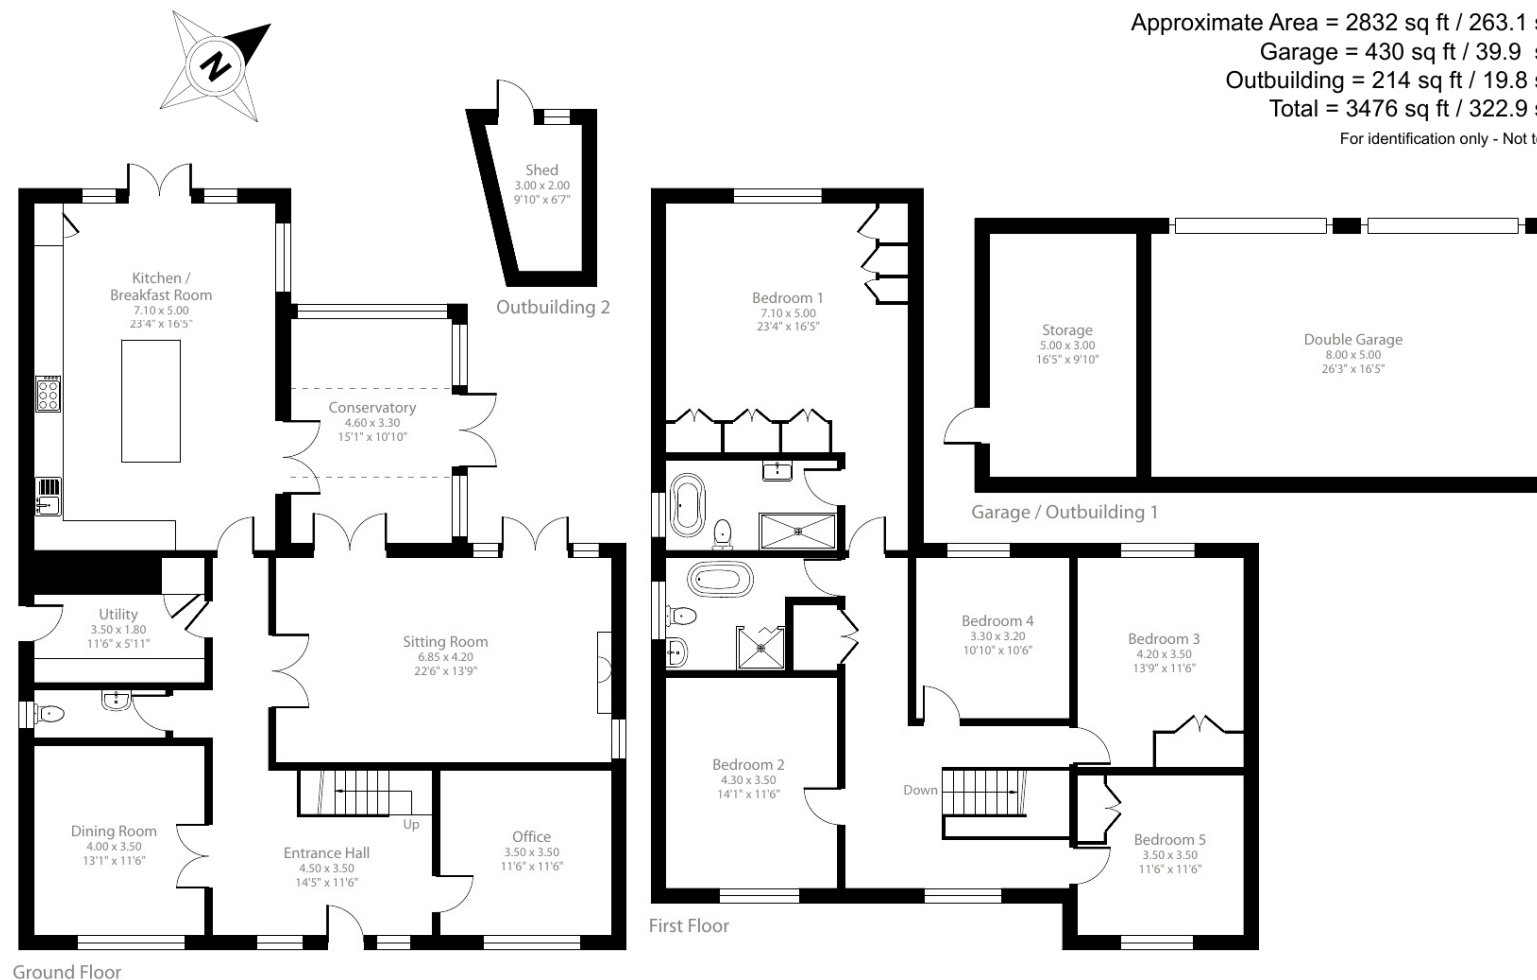 Approximate Area = 2832 sq ft / 263.1
Garage = 430 sq ft / 39.9
Outbuilding = 214 sq ft / 19.8
Total = 3476 sq ft / 322.9
For identification only - Not
N
Shed
3.00 x 2.00
9'10" x 6'7"
Outbuilding 2
Kitchen /
Breakfast Room
7.10 x 5.00
23'4" x 16'5"
Conservatory
4.60 x 3.30
15'1" x 10'10"
Utility
3.50 x 1.80
11'6" x 5'11"
Sitting Room
6.85 x 4.20
22'6" x 13'9"
Dining Room
4.00 x 3.50
13'1" x 11'6"
Up
Entrance Hall
4.50 x 3.50
14'5" x 11'6"
Office
3.50 x 3.50
11'6" x 11'6"
Ground Floor
Bedroom 1
7.10 x 5.00
23'4" x 16'5"
Bedroom 4
3.30 x 3.20
10'10" x 10'6"
Bedroom 3
4.20 x 3.50
13'9" x 11'6"
Bedroom 2
4.30 x 3.50
14'1" x 11'6"
Down
Bedroom 5
3.50 x 3.50
11'6" x 11'6"
First Floor
Storage
5.00 x 3.00
16'5" x 9'10"
Double Garage
8.00 x 5.00
26'3" x 16'5"
Garage / Outbuilding 1